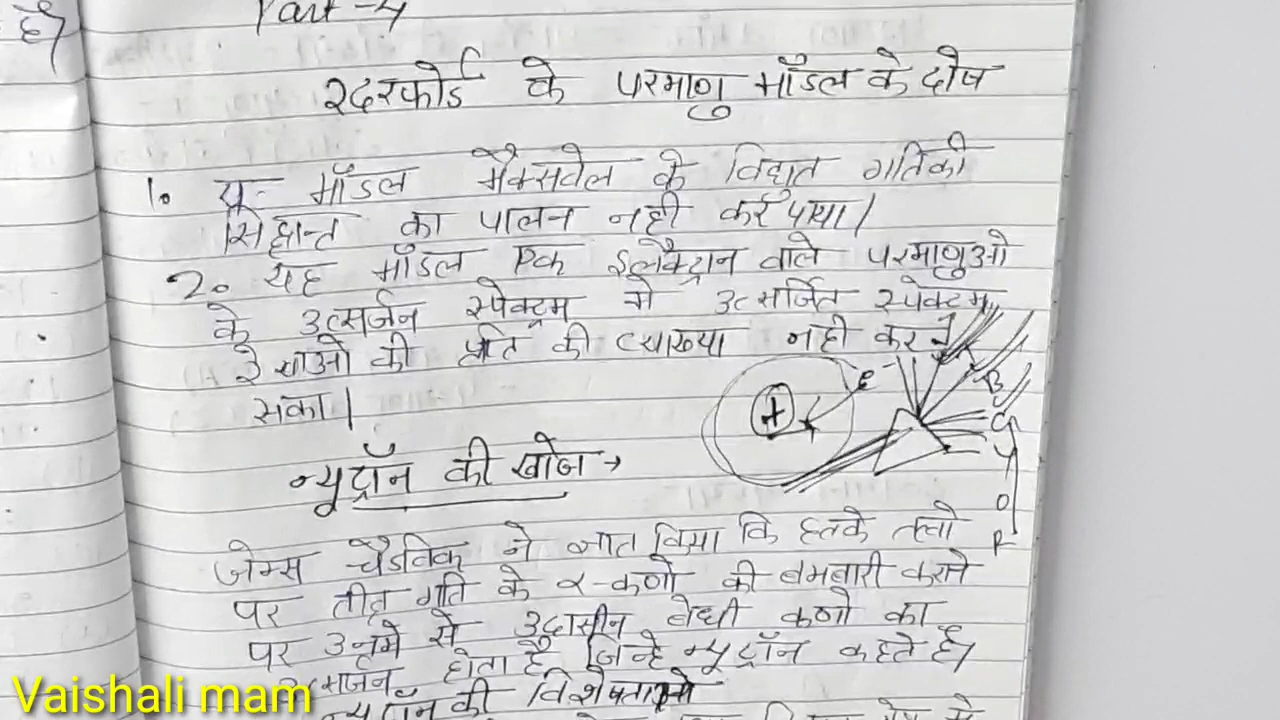 है
Part-4
रदरफोर्ड के परमाणु मॉडल के दोष
1. यह मॉडल मैक्सवेल के विद्युत गतिकी
सिद्धान्त का पालन नही कर पाया।
2. यह मॉडल एक इलेक्ट्रान वाले परमाणुओ
के उत्सर्जन स्पेक्ट्रम मे उत्सर्जित स्पेक्ट्रम
रेखाओ की प्रति की व्याख्या नही कर
सका।
+ e-
B
G
Y
O
R
न्यूट्रॉन की खोज →
जेम्स चैडविक ने ज्ञात किया कि हल्के तत्वो
पर तीव्र गति के α-कणो की बमबारी कराने
पर उनमे से उदासीन बेधी कणो का
उत्सर्जन होता है जिन्हे न्यूट्रॉन कहते है।
न्यूट्रॉन की विशेषताओ
Vaishali mam